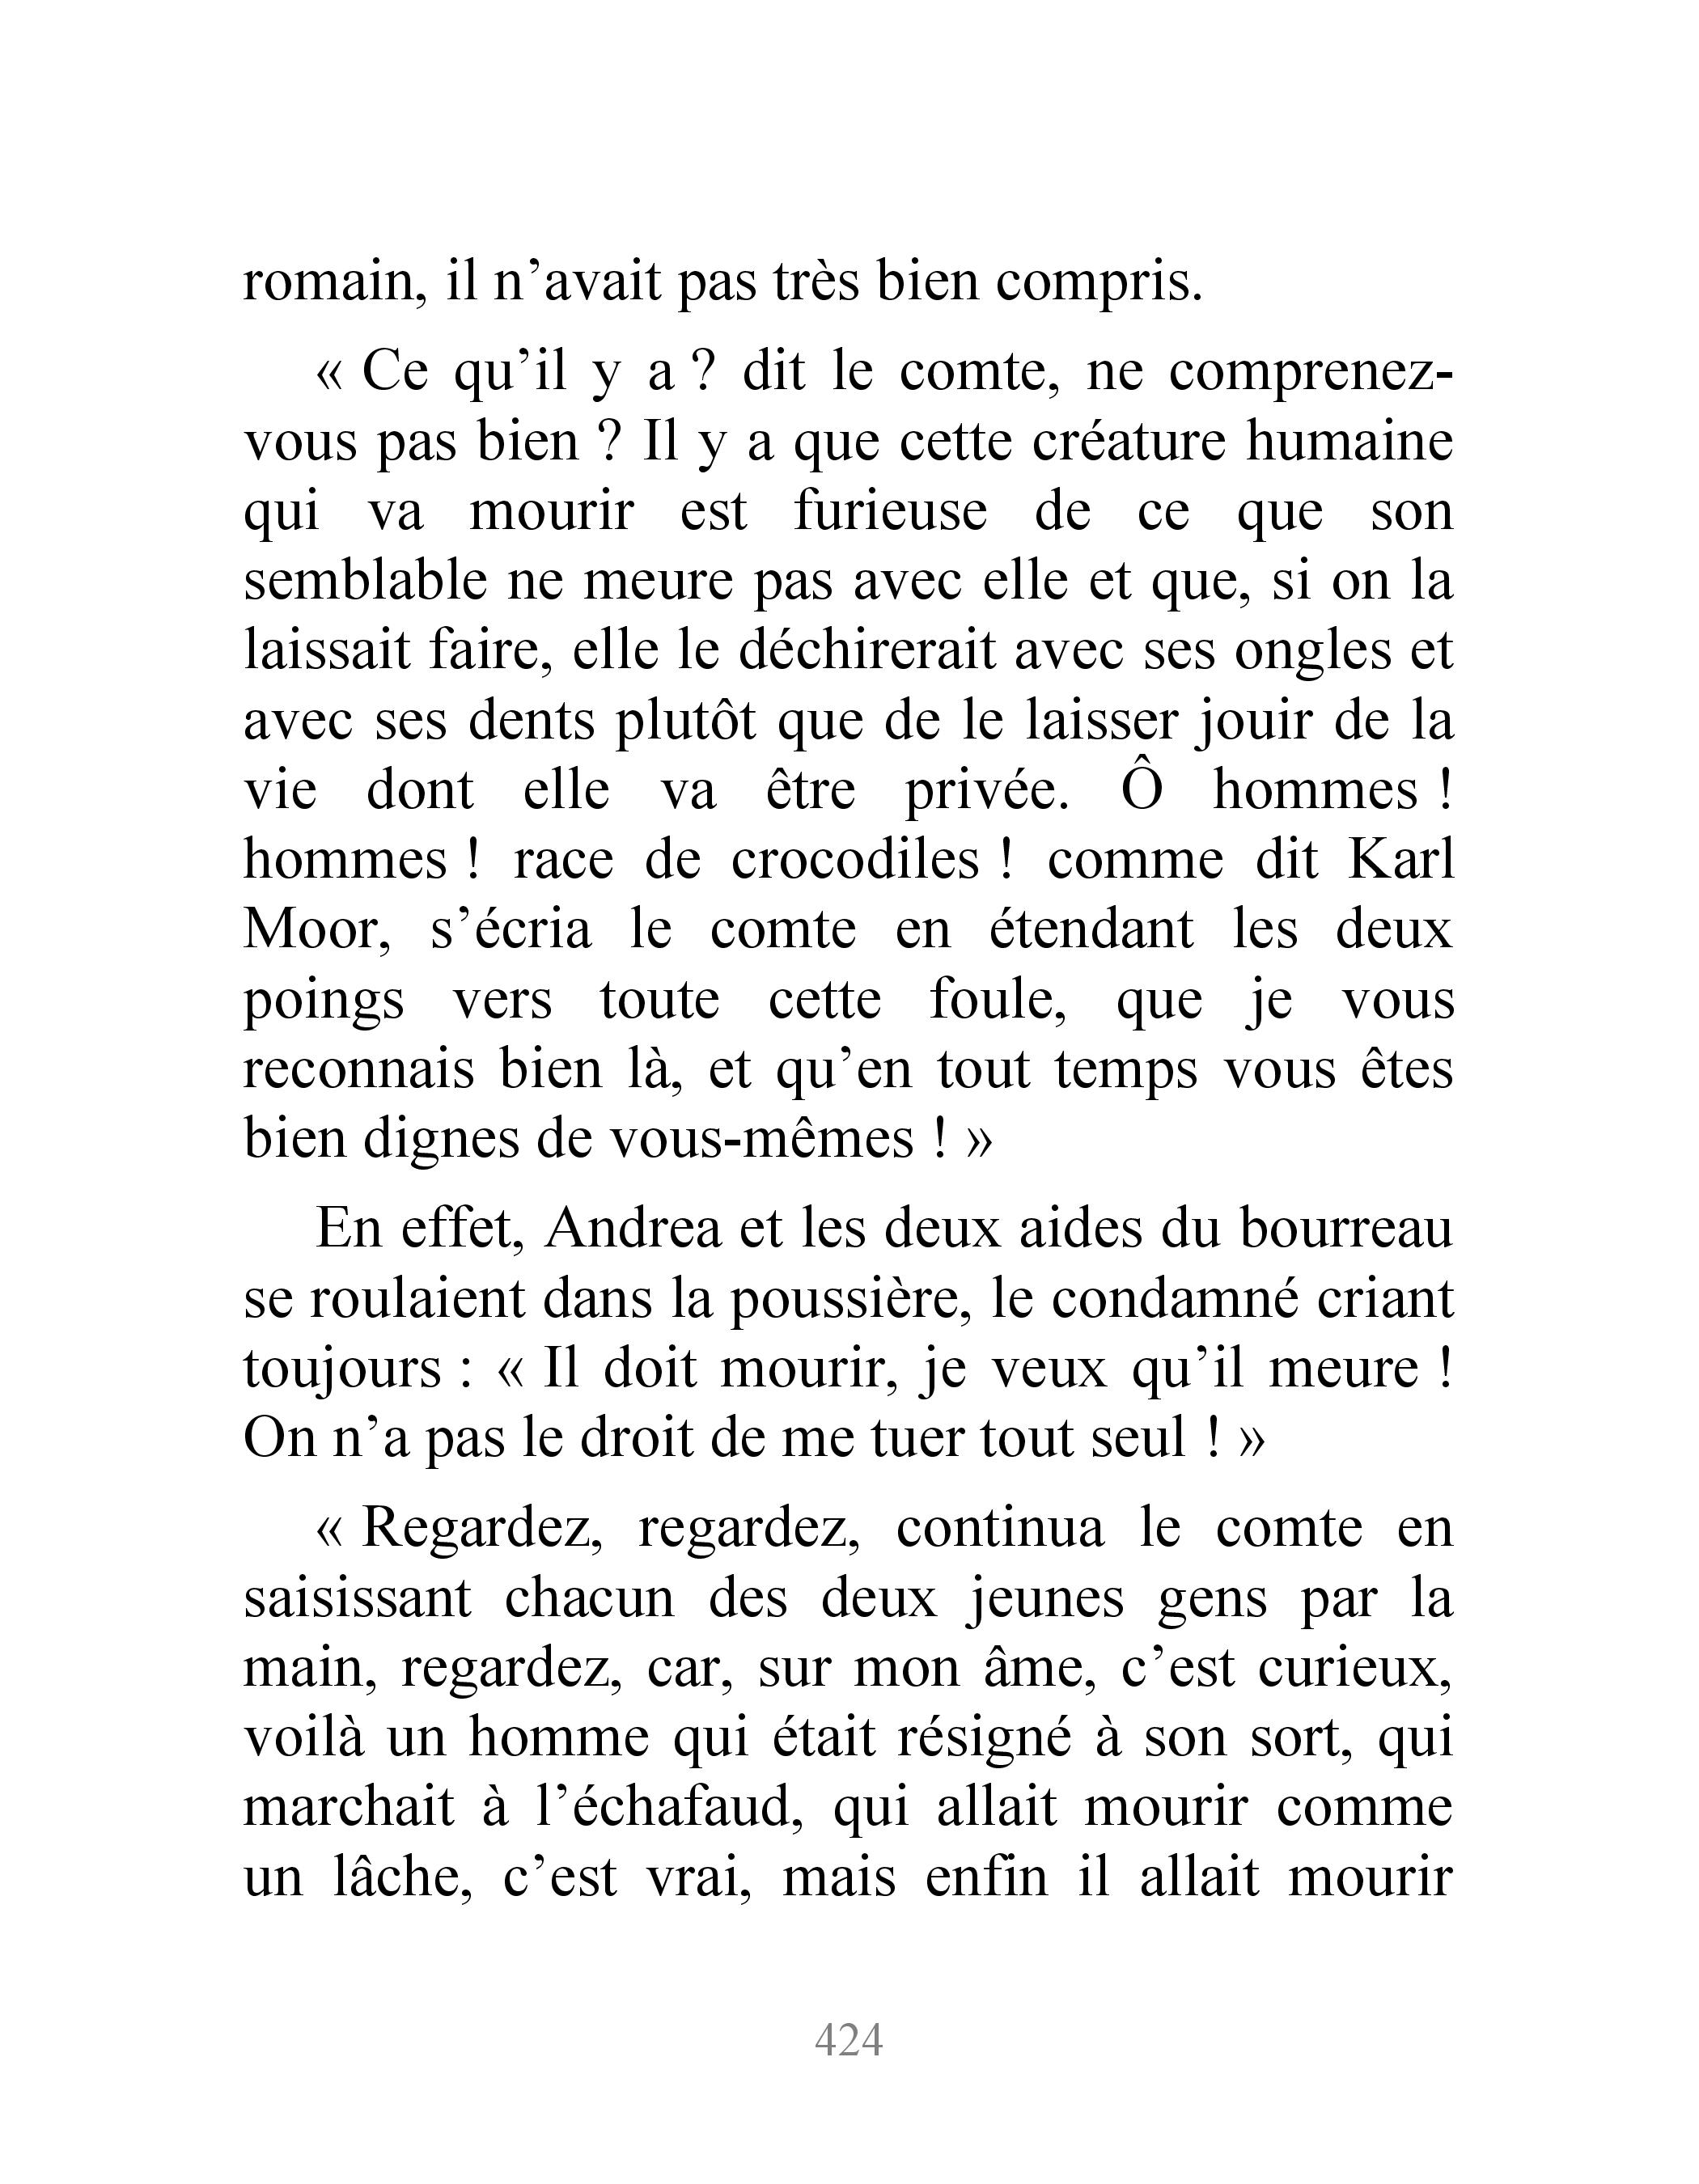 romain, il n’avait pas très bien compris.
« Ce qu’il y a ? dit le comte, ne comprenez-
vous pas bien ? Il y a que cette créature humaine
qui va mourir est furieuse de ce que son
semblable ne meure pas avec elle et que, si on la
laissait faire, elle le déchirerait avec ses ongles et
avec ses dents plutôt que de le laisser jouir de la
vie dont elle va être privée. Ô hommes !
hommes ! race de crocodiles ! comme dit Karl
Moor, s’écria le comte en étendant les deux
poings vers toute cette foule, que je vous
reconnais bien là, et qu’en tout temps vous êtes
bien dignes de vous-mêmes ! »
En effet, Andrea et les deux aides du bourreau
se roulaient dans la poussière, le condamné criant
toujours : « Il doit mourir, je veux qu’il meure !
On n’a pas le droit de me tuer tout seul ! »
« Regardez, regardez, continua le comte en
saisissant chacun des deux jeunes gens par la
main, regardez, car, sur mon âme, c’est curieux,
voilà un homme qui était résigné à son sort, qui
marchait à l’échafaud, qui allait mourir comme
un lâche, c’est vrai, mais enfin il allait mourir
424